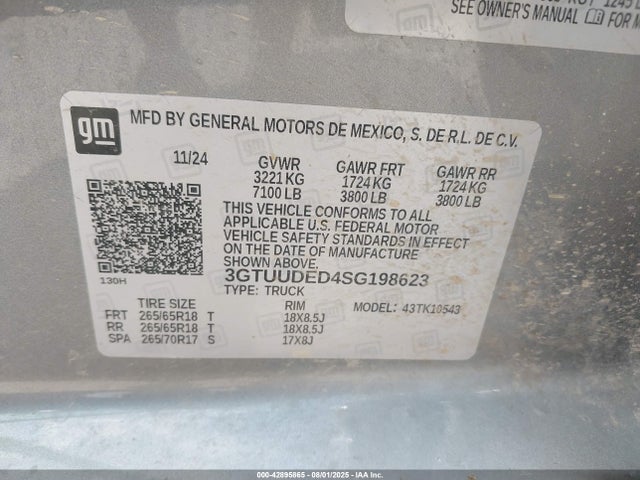 SEE OWNER'S MANUAL FOR M
gm
MFD BY GENERAL MOTORS DE MEXICO, S. DE R.L. DE C.V.
11/24 GVWR GAWR FRT GAWR RR
3221 KG 1724 KG 1724 KG
7100 LB 3800 LB 3800 LB
THIS VEHICLE CONFORMS TO ALL
APPLICABLE U.S. FEDERAL MOTOR
VEHICLE SAFETY STANDARDS IN EFFECT
ON THE DATE OF MANUFACTURE
SHOWN ABOVE.
130H
3GTUUDED4SG198623
TYPE: TRUCK
TIRE SIZE RIM MODEL: 43TK10543
FRT 265/65R18 T 18X8.5J
RR 265/65R18 T 18X8.5J
SPA 265/70R17 S 17X8J
000-42895865 - 08/01/2025 - IAA Inc.